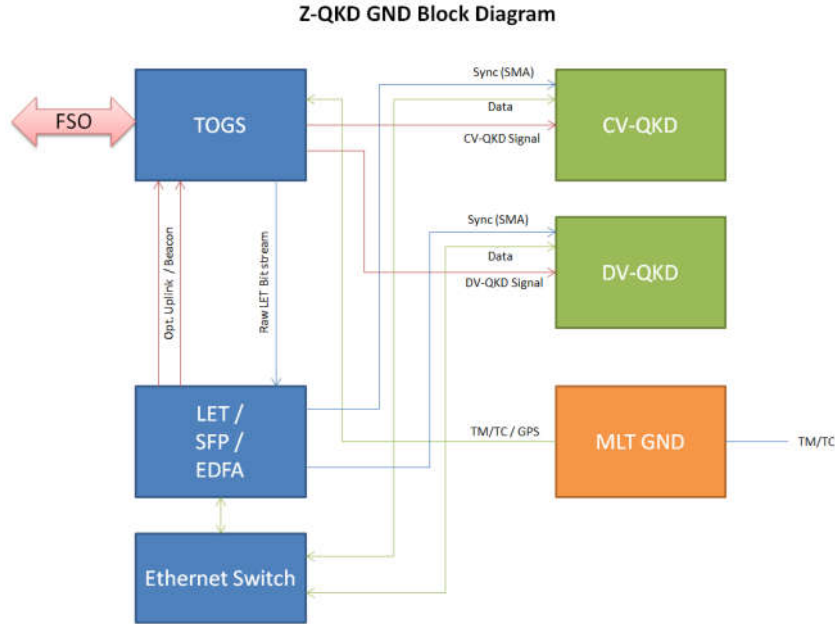 Z-QKD GND Block Diagram
FSO
TOGS
Sync (SMA)
Data
CV-QKD Signal
CV-QKD
Sync (SMA)
Data
DV-QKD Signal
DV-QKD
Opt. Uplink / Beacon
Raw LET Bit stream
LET /
SFP /
EDFA
TM/TC / GPS
MLT GND
TM/TC
Ethernet Switch